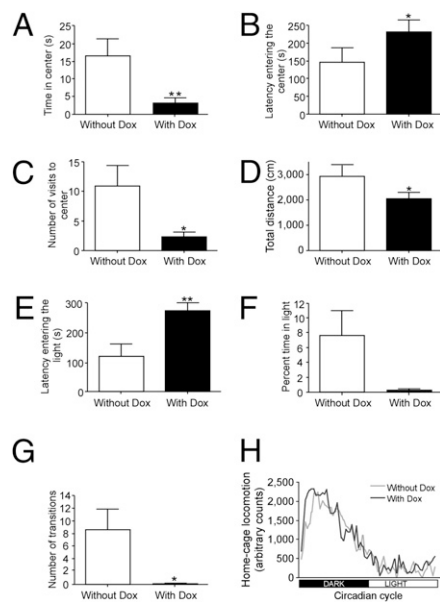 A
Time in center (s)
25
20
15
10
5
0
**
Without Dox With Dox
B
Latency entering the
center (s)
300
250
200
150
100
50
0
*
Without Dox With Dox
C
Number of visits to
center
15
10
5
0
*
Without Dox With Dox
D
Total distance (cm)
3,000
2,000
1,000
0
*
Without Dox With Dox
E
Latency entering the
light (s)
300
200
100
0
**
Without Dox With Dox
F
Percent time in light
12
10
8
6
4
2
0
Without Dox With Dox
G
Number of transitions
14
12
10
8
6
4
2
0
*
Without Dox With Dox
H
Home-cage locomotion
(arbitrary counts)
2,500
2,000
1,500
1,000
500
0
Without Dox
With Dox
DARK LIGHT
Circadian cycle